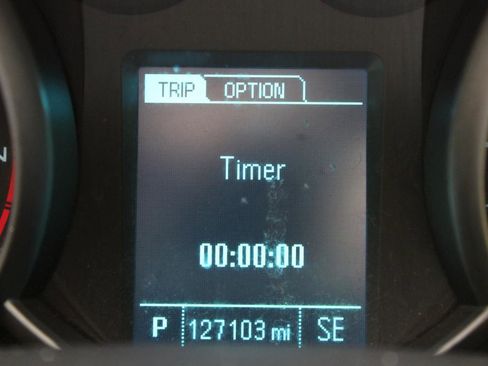 TRIP OPTION
Timer
00:00:00
P 127103 mi SE
N